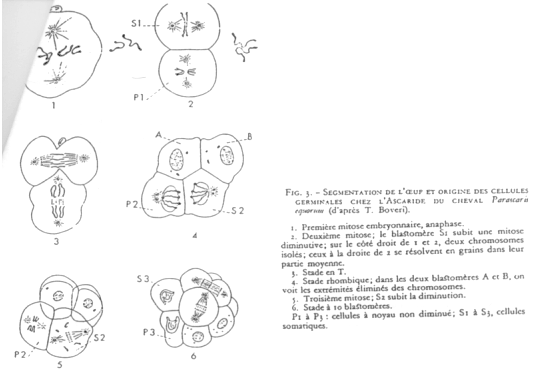 S1
P1
1
2
A
B
P2
S2
3
4
S3
P3
P2
S2
5
6
FIG. 3. – SEGMENTATION DE L'ŒUF ET ORIGINE DES CELLULES
GERMINALES CHEZ L'ASCARIDE DU CHEVAL Parascaris
equorum (d'après T. Boveri).
1. Première mitose embryonnaire, anaphase.
2. Deuxième mitose; le blastomère S1 subit une mitose
diminutive; sur le côté droit de 1 et 2, deux chromosomes
isolés; ceux à la droite de 2 se résolvent en grains dans leur
partie moyenne.
3. Stade en T.
4. Stade rhombique; dans les deux blastomères A et B, on
voit les extrémités éliminés des chromosomes.
5. Troisième mitose; S2 subit la diminution.
6. Stade à 10 blastomères.
P1 à P3 : cellules à noyau non diminué; S1 à S3, cellules
somatiques.